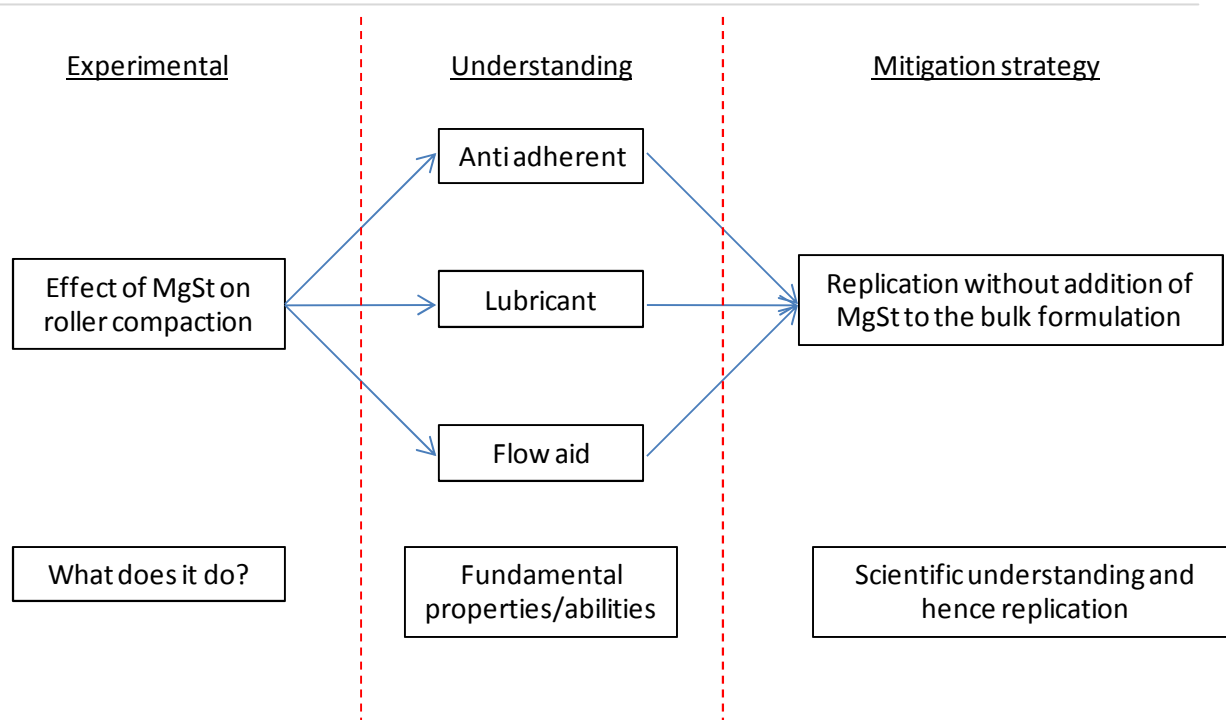 Experimental
Understanding
Mitigation strategy
Anti adherent
Effect of MgSt on
roller compaction
Lubricant
Replication without addition of
MgSt to the bulk formulation
Flow aid
What does it do?
Fundamental
properties/abilities
Scientific understanding and
hence replication